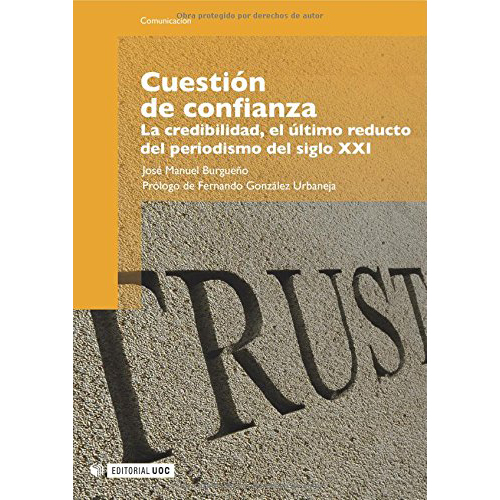 Obra protegido por derechos de autor
Comunicación
Cuestión
de confianza
La credibilidad, el último reducto
del periodismo del siglo XXI
José Manuel Burgueño
Prólogo de Fernando González Urbaneja
TRUST
EDITORIAL UOC